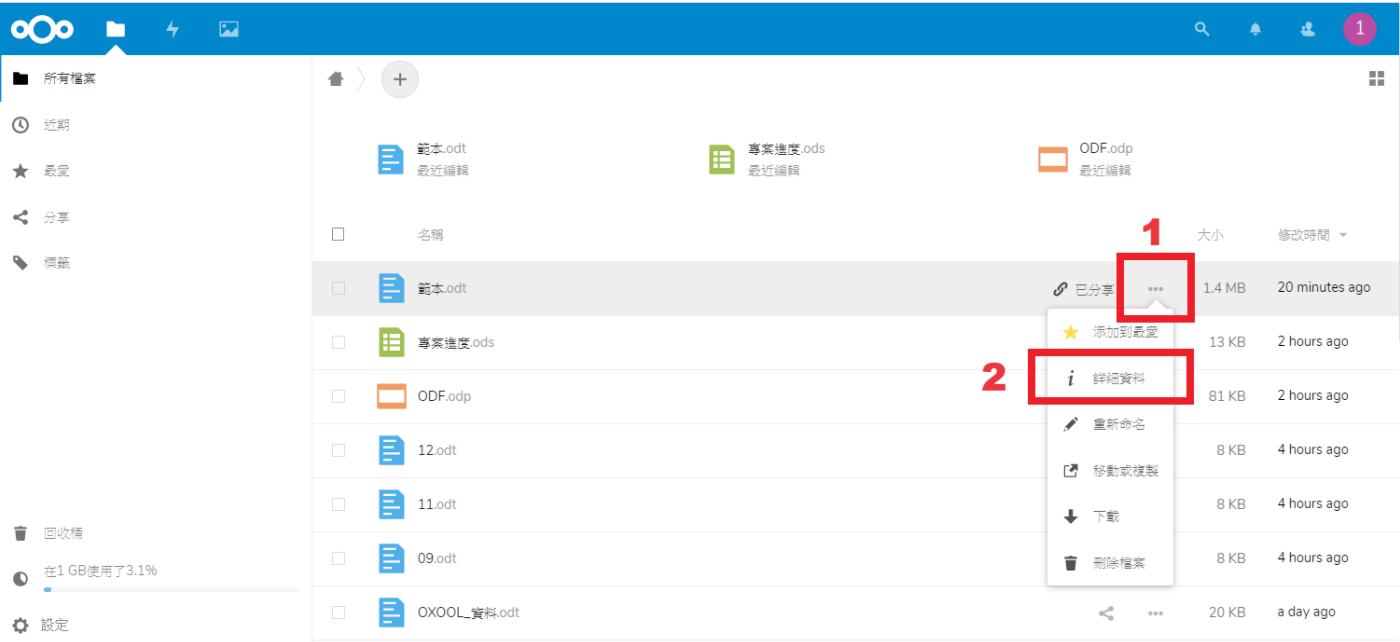 1
所有檔案
近期
最愛
分享
標籤
回收桶
在1 GB使用了3.1%
設定
範本.odt
最近編輯
專案進度.ods
最近編輯
ODF.odp
最近編輯
名稱
大小
修改時間
1
範本.odt
已分享
1.4 MB
20 minutes ago
專案進度.ods
13 KB
2 hours ago
ODF.odp
81 KB
2 hours ago
12.odt
8 KB
4 hours ago
11.odt
8 KB
4 hours ago
09.odt
8 KB
4 hours ago
OXOOL_資料.odt
20 KB
a day ago
添加到最愛
2
詳細資料
重新命名
移動或複製
下載
刪除檔案